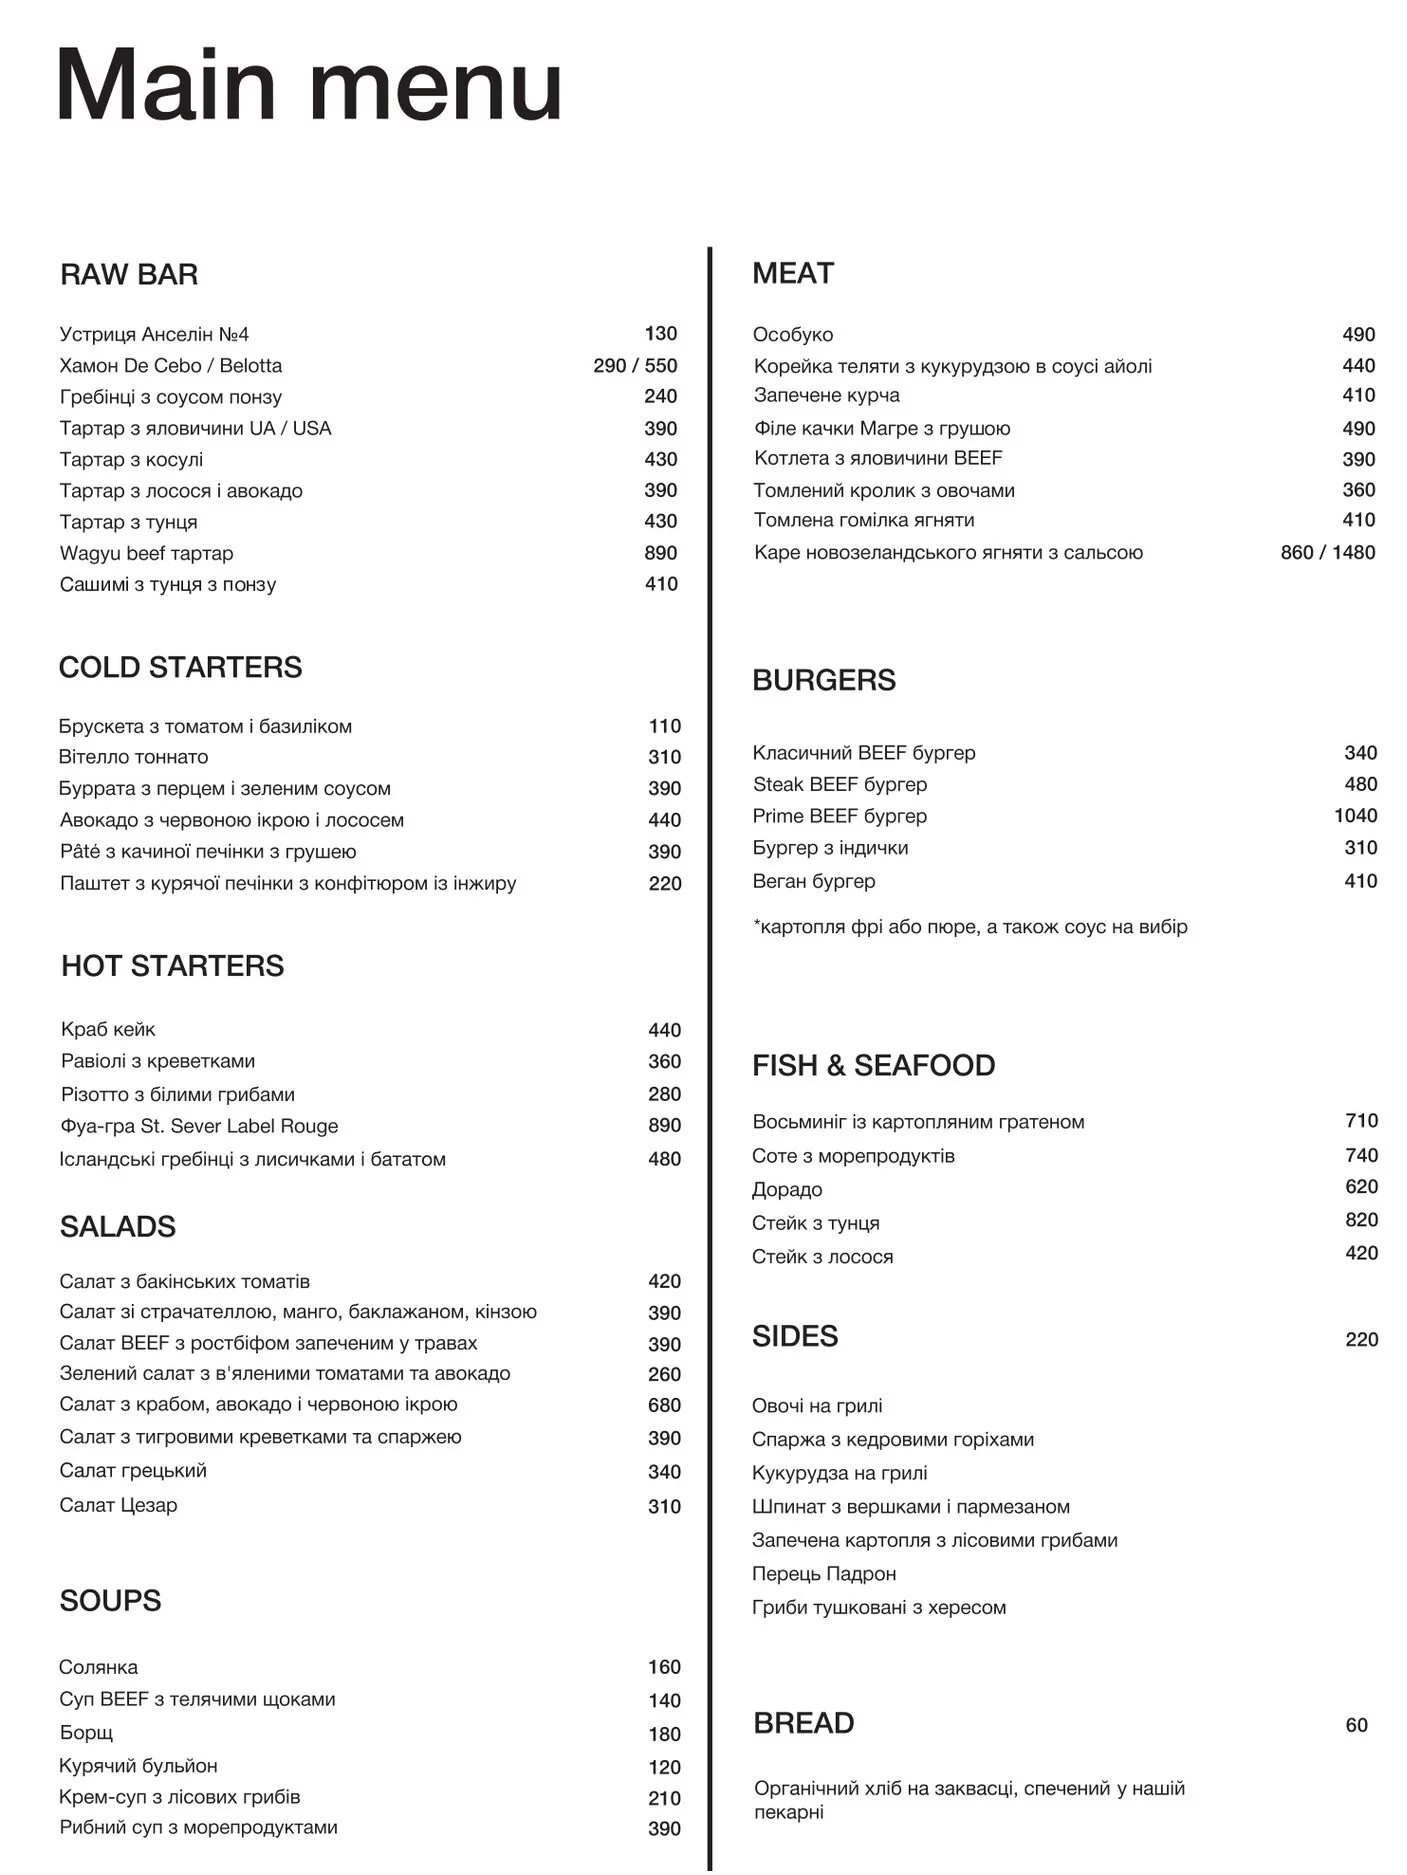 Main menu
RAW BAR
Устриця Анселін №4 130
Хамон De Cebo / Belotta 290 / 550
Гребінці з соусом понзу 240
Тартар з яловичини UA / USA 390
Тартар з косулі 430
Тартар з лосося і авокадо 390
Тартар з тунця 430
Wagyu beef тартар 890
Сашимі з тунця з понзу 410
COLD STARTERS
Брускета з томатом і базиліком 110
Вітелло тоннато 310
Буррата з перцем і зеленим соусом 390
Авокадо з червоною ікрою і лососем 440
Pâté з качиної печінки з грушею 390
Паштет з курячої печінки з конфітюром із інжиру 220
HOT STARTERS
Краб кейк 440
Равіолі з креветками 360
Різотто з білими грибами 280
Фуа-гра St. Sever Label Rouge 890
Ісландські гребінці з лисичками і бататом 480
SALADS
Салат з бакінських томатів 420
Салат зі страчателлою, манго, баклажаном, кінзою 390
Салат BEEF з ростбіфом запеченим у травах 390
Зелений салат з в'яленими томатами та авокадо 260
Салат з крабом, авокадо і червоною ікрою 680
Салат з тигровими креветками та спаржею 390
Салат грецький 340
Салат Цезар 310
SOUPS
Солянка 160
Суп BEEF з телячими щоками 140
Борщ 180
Курячий бульйон 120
Крем-суп з лісових грибів 210
Рибний суп з морепродуктами 390
MEAT
Особуко 490
Корейка теляти з кукурудзою в соусі айолі 440
Запечене курча 410
Філе качки Магре з грушою 490
Котлета з яловичини BEEF 390
Томлений кролик з овочами 360
Томлена гомілка ягняти 410
Каре новозеландського ягняти з сальсою 860 / 1480
BURGERS
Класичний BEEF бургер 340
Steak BEEF бургер 480
Prime BEEF бургер 1040
Бургер з індички 310
Веган бургер 410
*картопля фрі або пюре, а також соус на вибір
FISH & SEAFOOD
Восьминіг із картопляним гратеном 710
Соте з морепродуктів 740
Дорадо 620
Стейк з тунця 820
Стейк з лосося 420
SIDES 220
Овочі на грилі
Спаржа з кедровими горіхами
Кукурудза на грилі
Шпинат з вершками і пармезаном
Запечена картопля з лісовими грибами
Перець Падрон
Гриби тушковані з хересом
BREAD 60
Органічний хліб на заквасці, спечений у нашій
пекарні